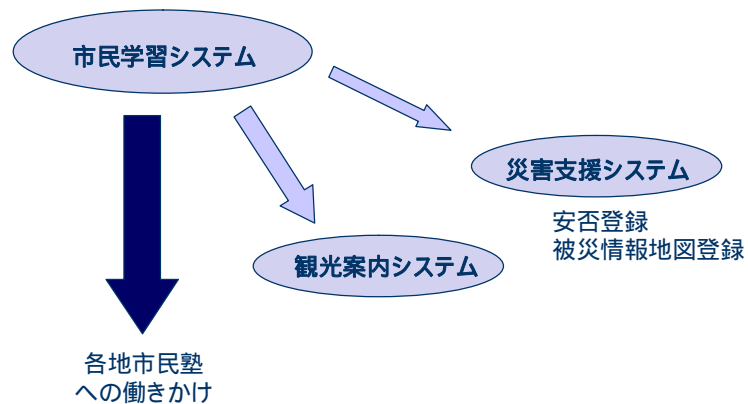 市民学習システム
災害支援システム
安否登録
被災情報地図登録
観光案内システム
各地市民塾
への働きかけ